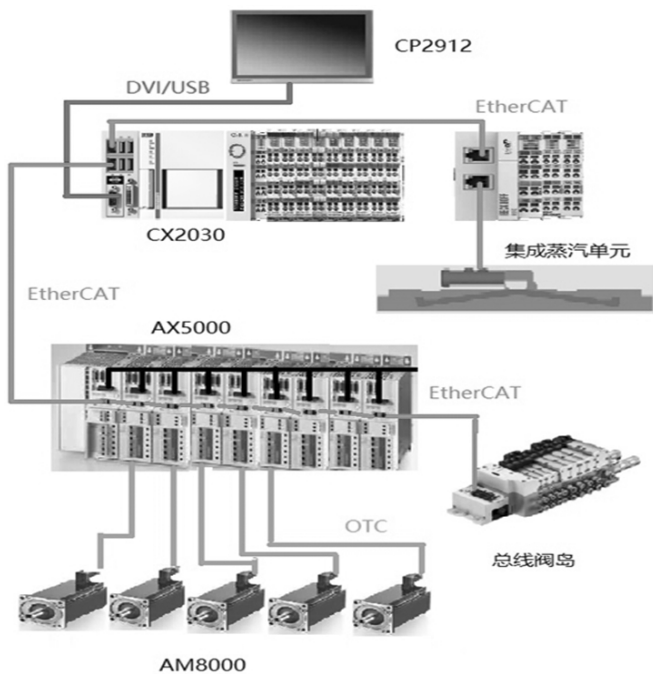 CP2912
DVI/USB
EtherCAT
CX2030
集成蒸汽单元
EtherCAT
AX5000
EtherCAT
OTC
总线阀岛
AM8000